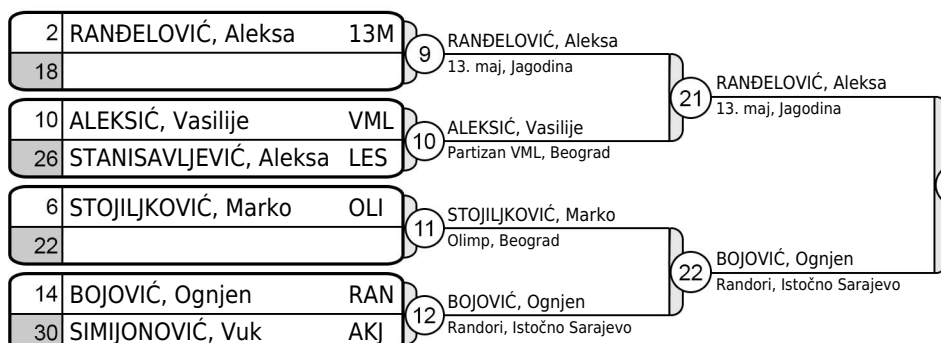 2 RANĐELOVIĆ, Aleksa 13M
18
9
RANĐELOVIĆ, Aleksa
13. maj, Jagodina
10 ALEKSIĆ, Vasilije VML
26 STANISAVLJEVIĆ, Aleksa LES
10
ALEKSIĆ, Vasilije
Partizan VML, Beograd
21
RANĐELOVIĆ, Aleksa
13. maj, Jagodina
6 STOJILJKOVIĆ, Marko OLI
22
11
STOJILJKOVIĆ, Marko
Olimp, Beograd
14 BOJOVIĆ, Ognjen RAN
30 SIMIJONOVIĆ, Vuk AKJ
12
BOJOVIĆ, Ognjen
Randori, Istočno Sarajevo
22
BOJOVIĆ, Ognjen
Randori, Istočno Sarajevo